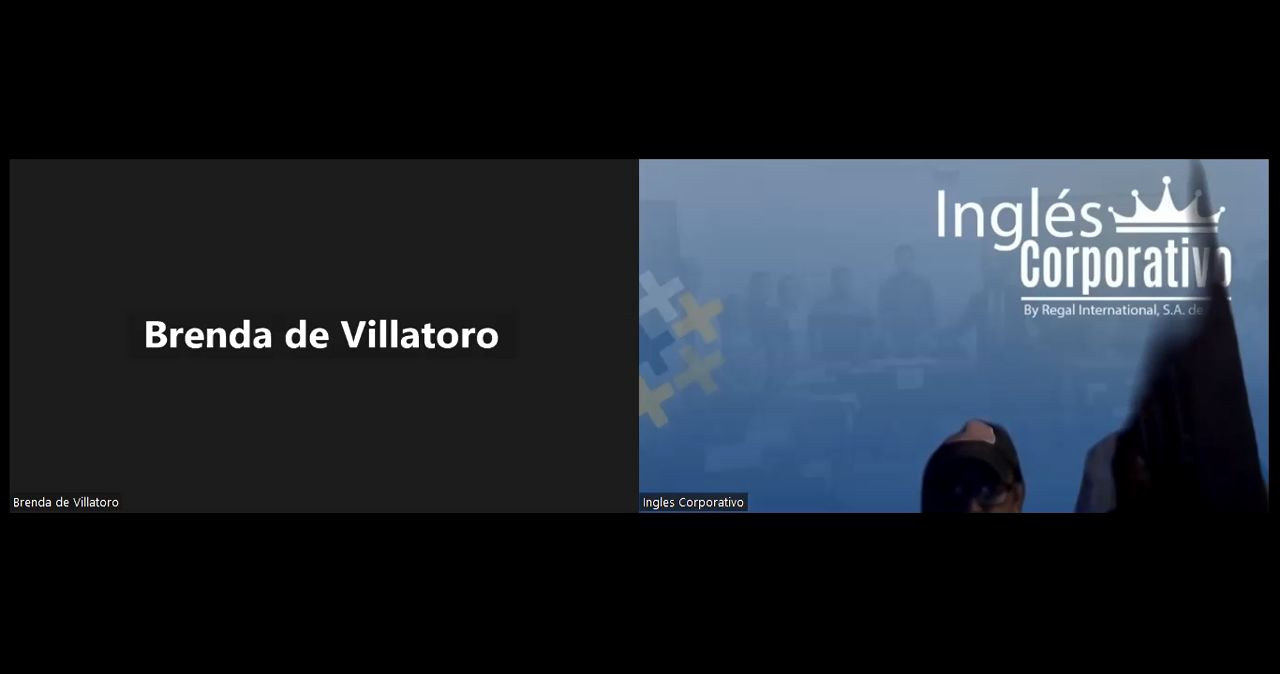 Brenda de Villatoro
Brenda de Villatoro
Inglés
Corporativo
By Regal International, S.A. de
Ingles Corporativo